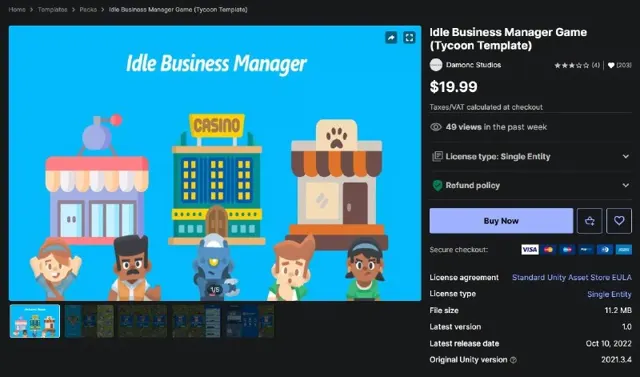 Home > Templates > Packs > Idle Business Manager Game (Tycoon Template)
Idle Business Manager
CASINO
1/5
Idle Business Manager Game
(Tycoon Template)
Damonc Studios
(4) | (203)
$19.99
Taxes/VAT calculated at checkout
49 views in the past week
License type: Single Entity
Refund policy
Buy Now
Secure checkout:
VISA
License agreement Standard Unity Asset Store EULA
License type Single Entity
File size 11.2 MB
Latest version 1.0
Latest release date Oct 10, 2022
Original Unity version 2021.3.4